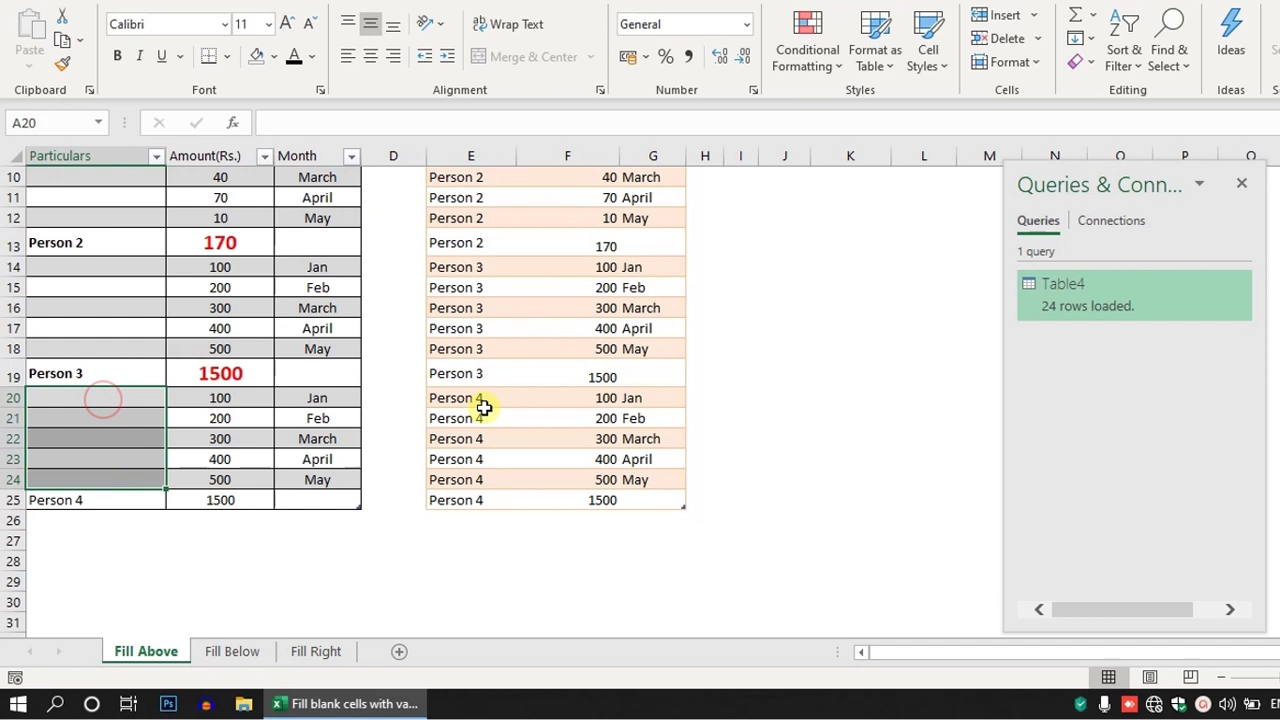 Paste
Clipboard
Calibri
11
B I U
A A
A
Font
Wrap Text
Merge & Center
Alignment
General
% ,
Number
Conditional Formatting
Format as Table
Cell Styles
Styles
Insert
Delete
Format
Cells
Sort & Filter
Find & Select
Editing
Ideas
Ideas
A20
fx
Particulars Amount(Rs.) Month D E F G H I J K L M N O P Q
10 40 March Person 2 40 March
11 70 April Person 2 70 April
12 10 May Person 2 10 May
13 Person 2 170 Person 2 170
14 100 Jan Person 3 100 Jan
15 200 Feb Person 3 200 Feb
16 300 March Person 3 300 March
17 400 April Person 3 400 April
18 500 May Person 3 500 May
19 Person 3 1500 Person 3 1500
20 100 Jan Person 4 100 Jan
21 200 Feb Person 4 200 Feb
22 300 March Person 4 300 March
23 400 April Person 4 400 April
24 500 May Person 4 500 May
25 Person 4 1500 Person 4 1500
26
27
28
29
30
31
Queries & Conn...
Queries Connections
1 query
Table4
24 rows loaded.
Fill Above Fill Below Fill Right
Ps
Fill blank cells with va...